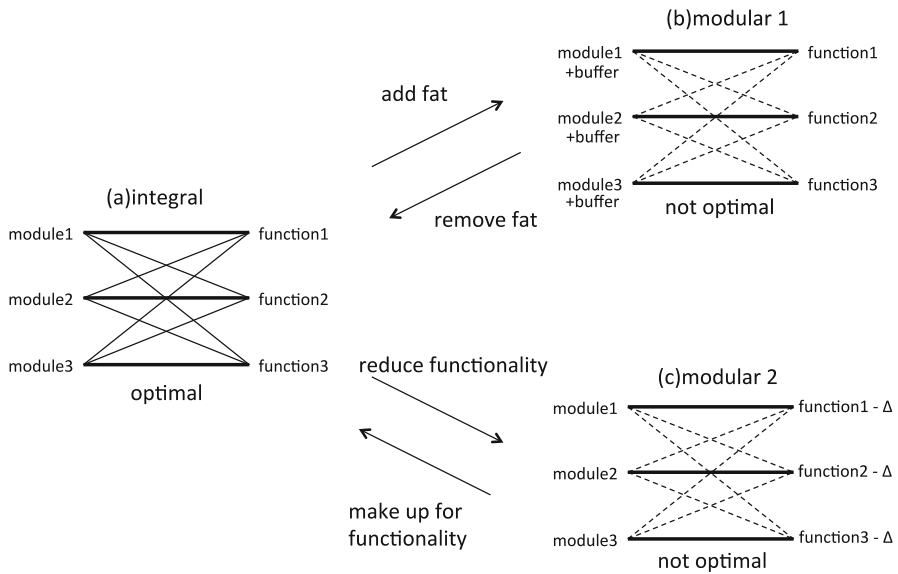 (b)modular 1
module1
+buffer
function1
module2
+buffer
function2
module3
+buffer
function3
not optimal
add fat
remove fat
(a)integral
module1
function1
module2
function2
module3
function3
optimal
reduce functionality
make up for
functionality
(c)modular 2
module1
function1 - Δ
module2
function2 - Δ
module3
function3 - Δ
not optimal